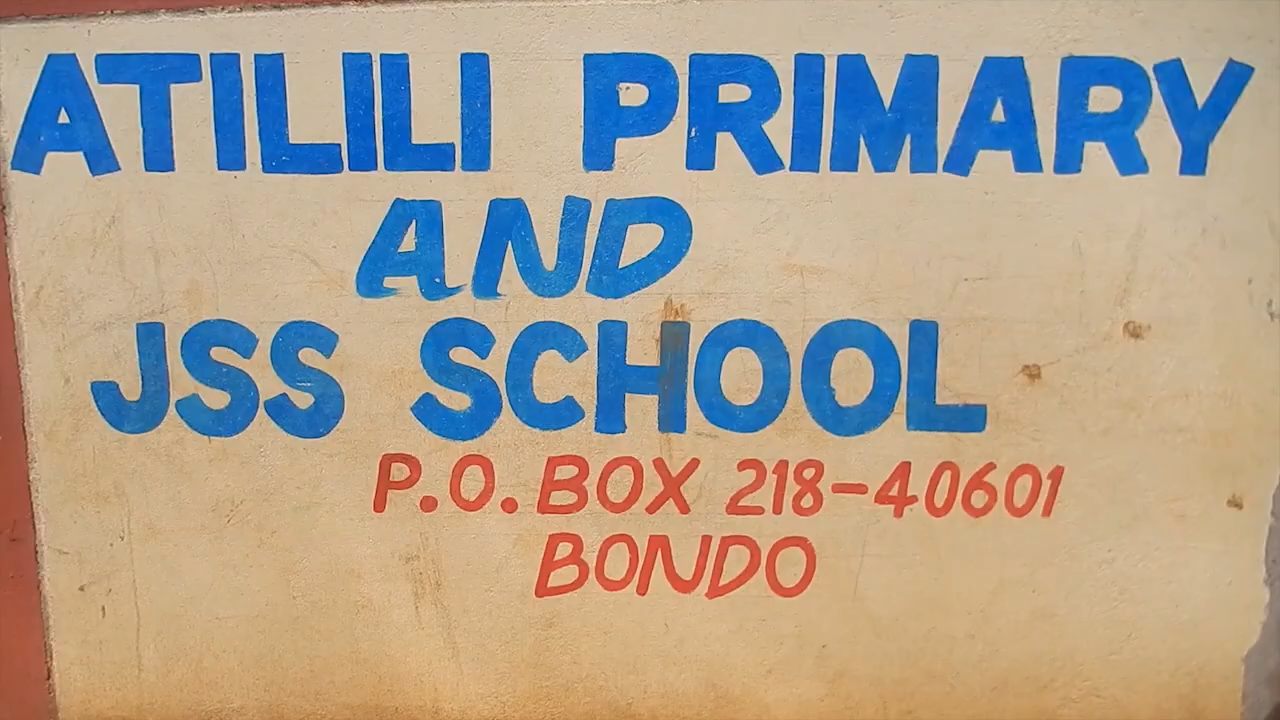 ATILILI PRIMARY
AND
JSS SCHOOL
P.O. BOX 218-40601
BONDO